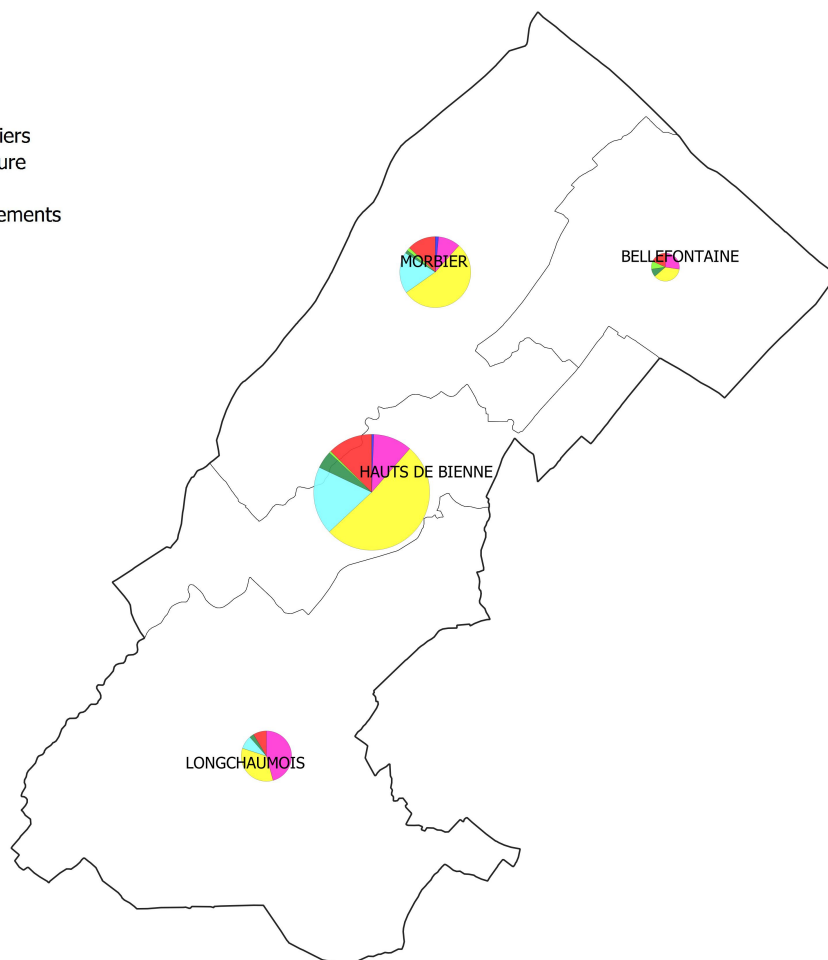 iers
ure
ements
MORBIER
BELLEFONTAINE
HAUTS DE BIENNE
LONGCHAUMOIS